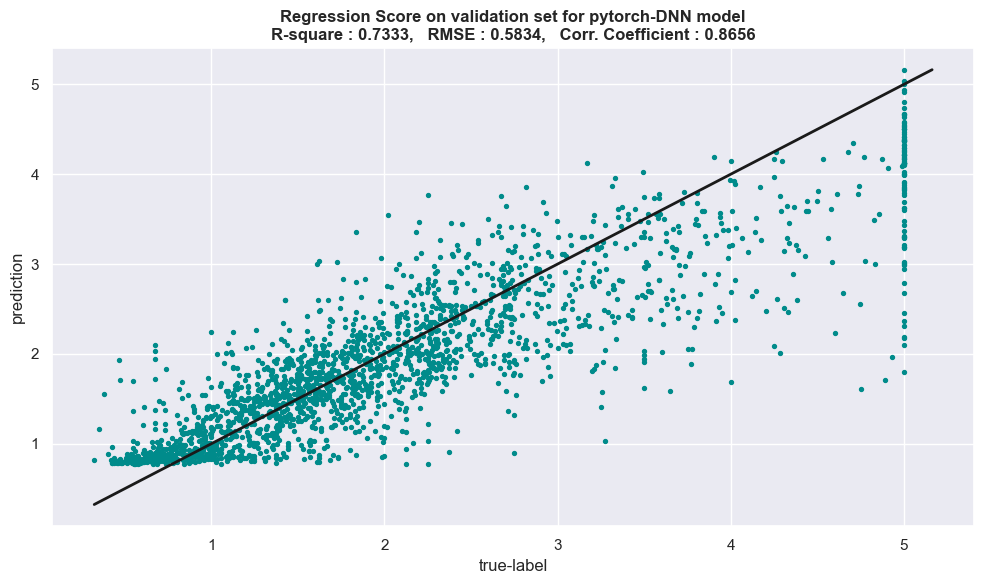 Regression Score on validation set for pytorch-DNN model
R-square : 0.7333,   RMSE : 0.5834,   Corr. Coefficient : 0.8656
prediction
5
4
3
2
1
1 2 3 4 5
true-label